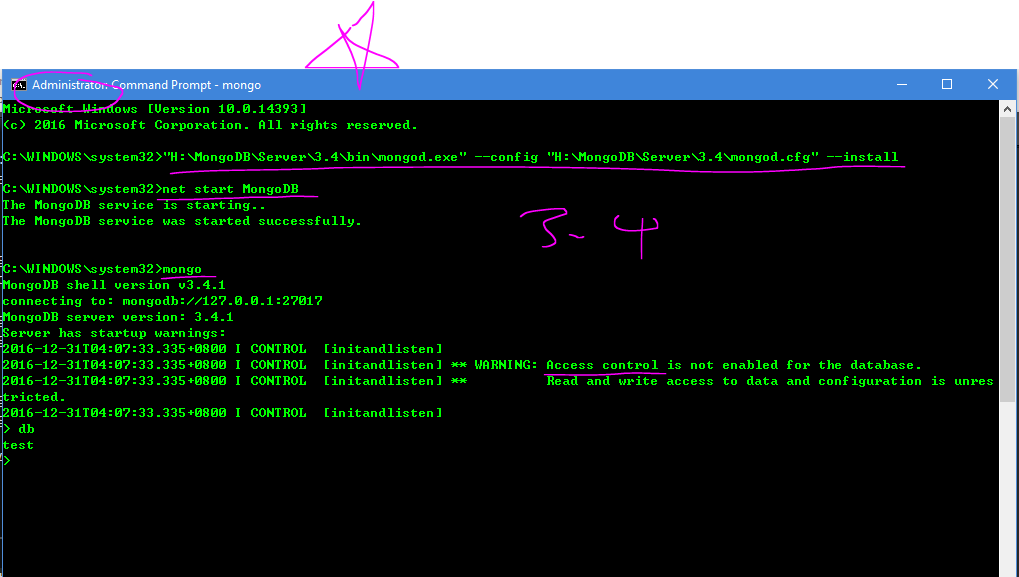 Administrator: Command Prompt - mongo
Microsoft Windows [Version 10.0.14393]
(c) 2016 Microsoft Corporation. All rights reserved.
C:\WINDOWS\system32>"H:\MongoDB\Server\3.4\bin\mongod.exe" --config "H:\MongoDB\Server\3.4\mongod.cfg" --install
C:\WINDOWS\system32>net start MongoDB
The MongoDB service is starting..
The MongoDB service was started successfully.
3-4
C:\WINDOWS\system32>mongo
MongoDB shell version v3.4.1
connecting to: mongodb://127.0.0.1:27017
MongoDB server version: 3.4.1
Server has startup warnings:
2016-12-31T04:07:33.335+0800 I CONTROL  [initandlisten]
2016-12-31T04:07:33.335+0800 I CONTROL  [initandlisten] ** WARNING: Access control is not enabled for the database.
2016-12-31T04:07:33.335+0800 I CONTROL  [initandlisten] **          Read and write access to data and configuration is unres
tricted.
2016-12-31T04:07:33.335+0800 I CONTROL  [initandlisten]
> db
test
>